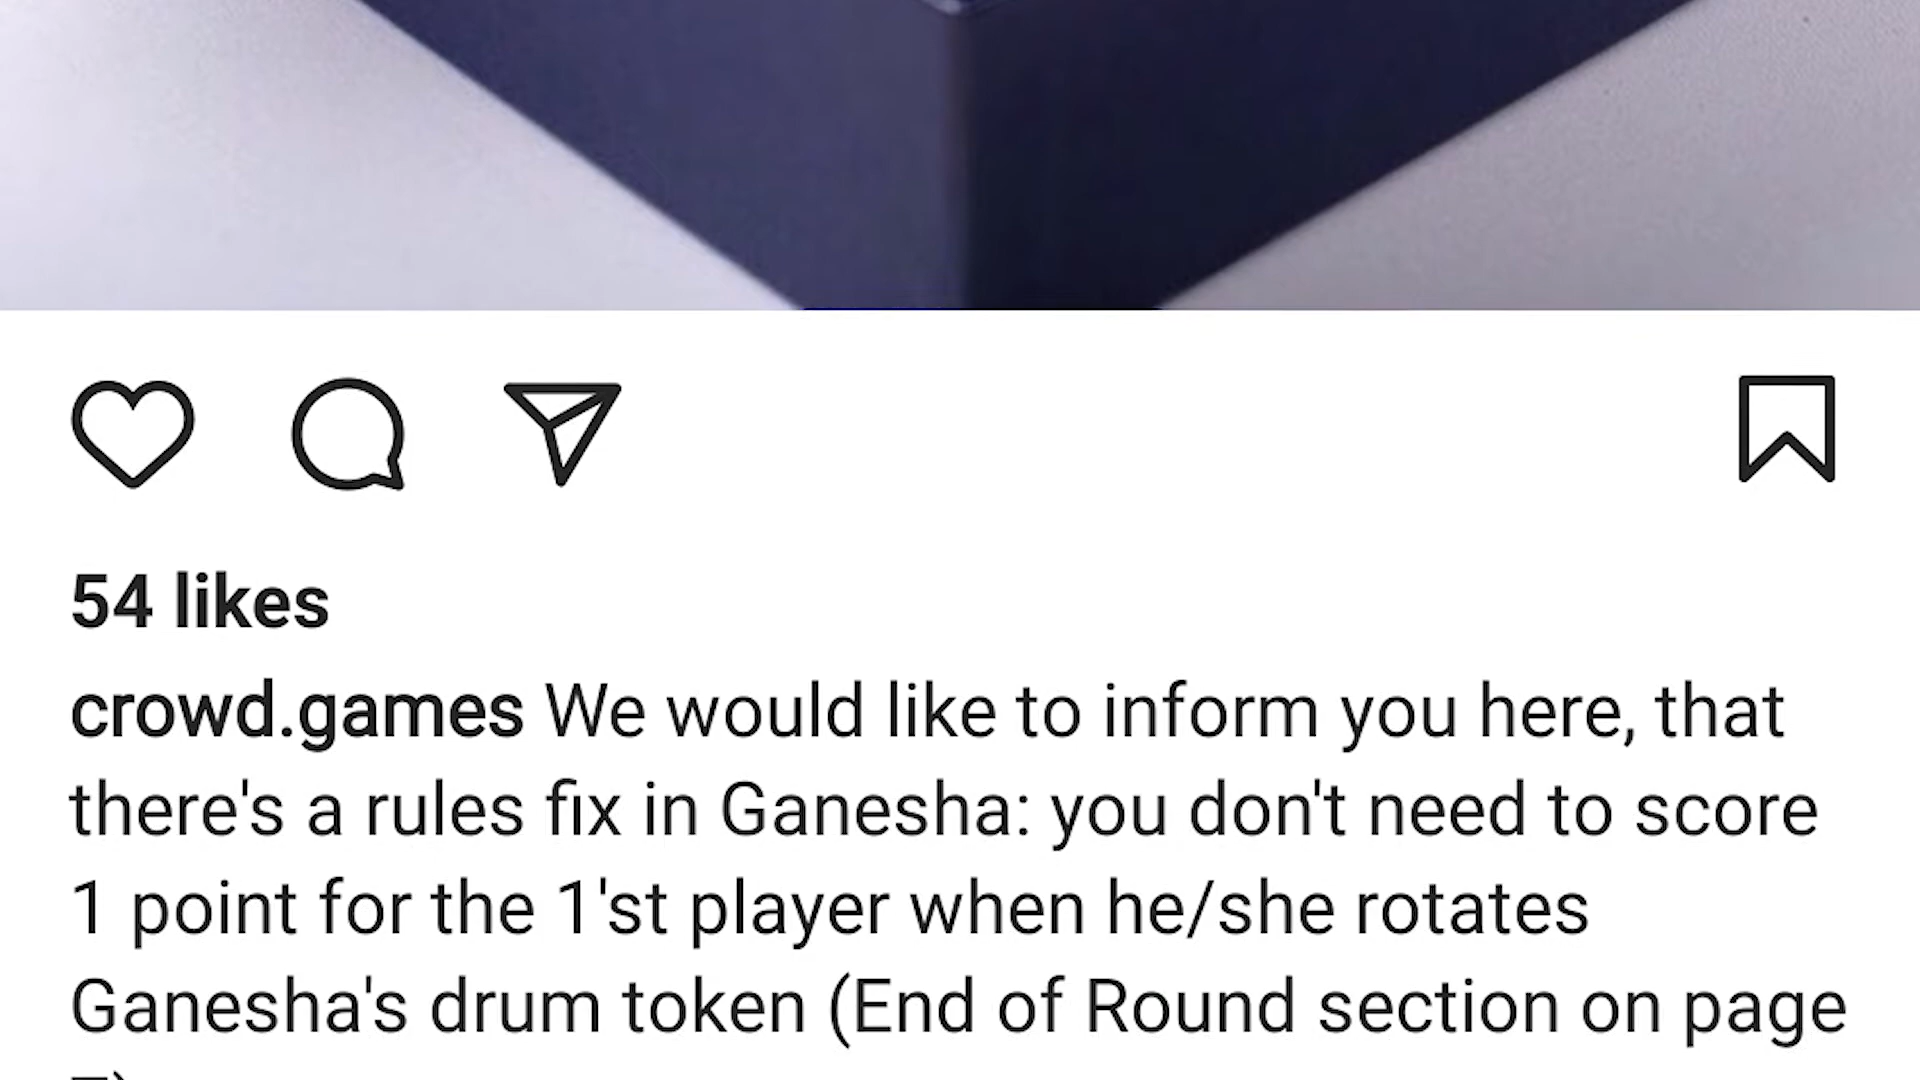 54 likes
crowd.games We would like to inform you here, that
there's a rules fix in Ganesha: you don't need to score
1 point for the 1'st player when he/she rotates
Ganesha's drum token (End of Round section on page